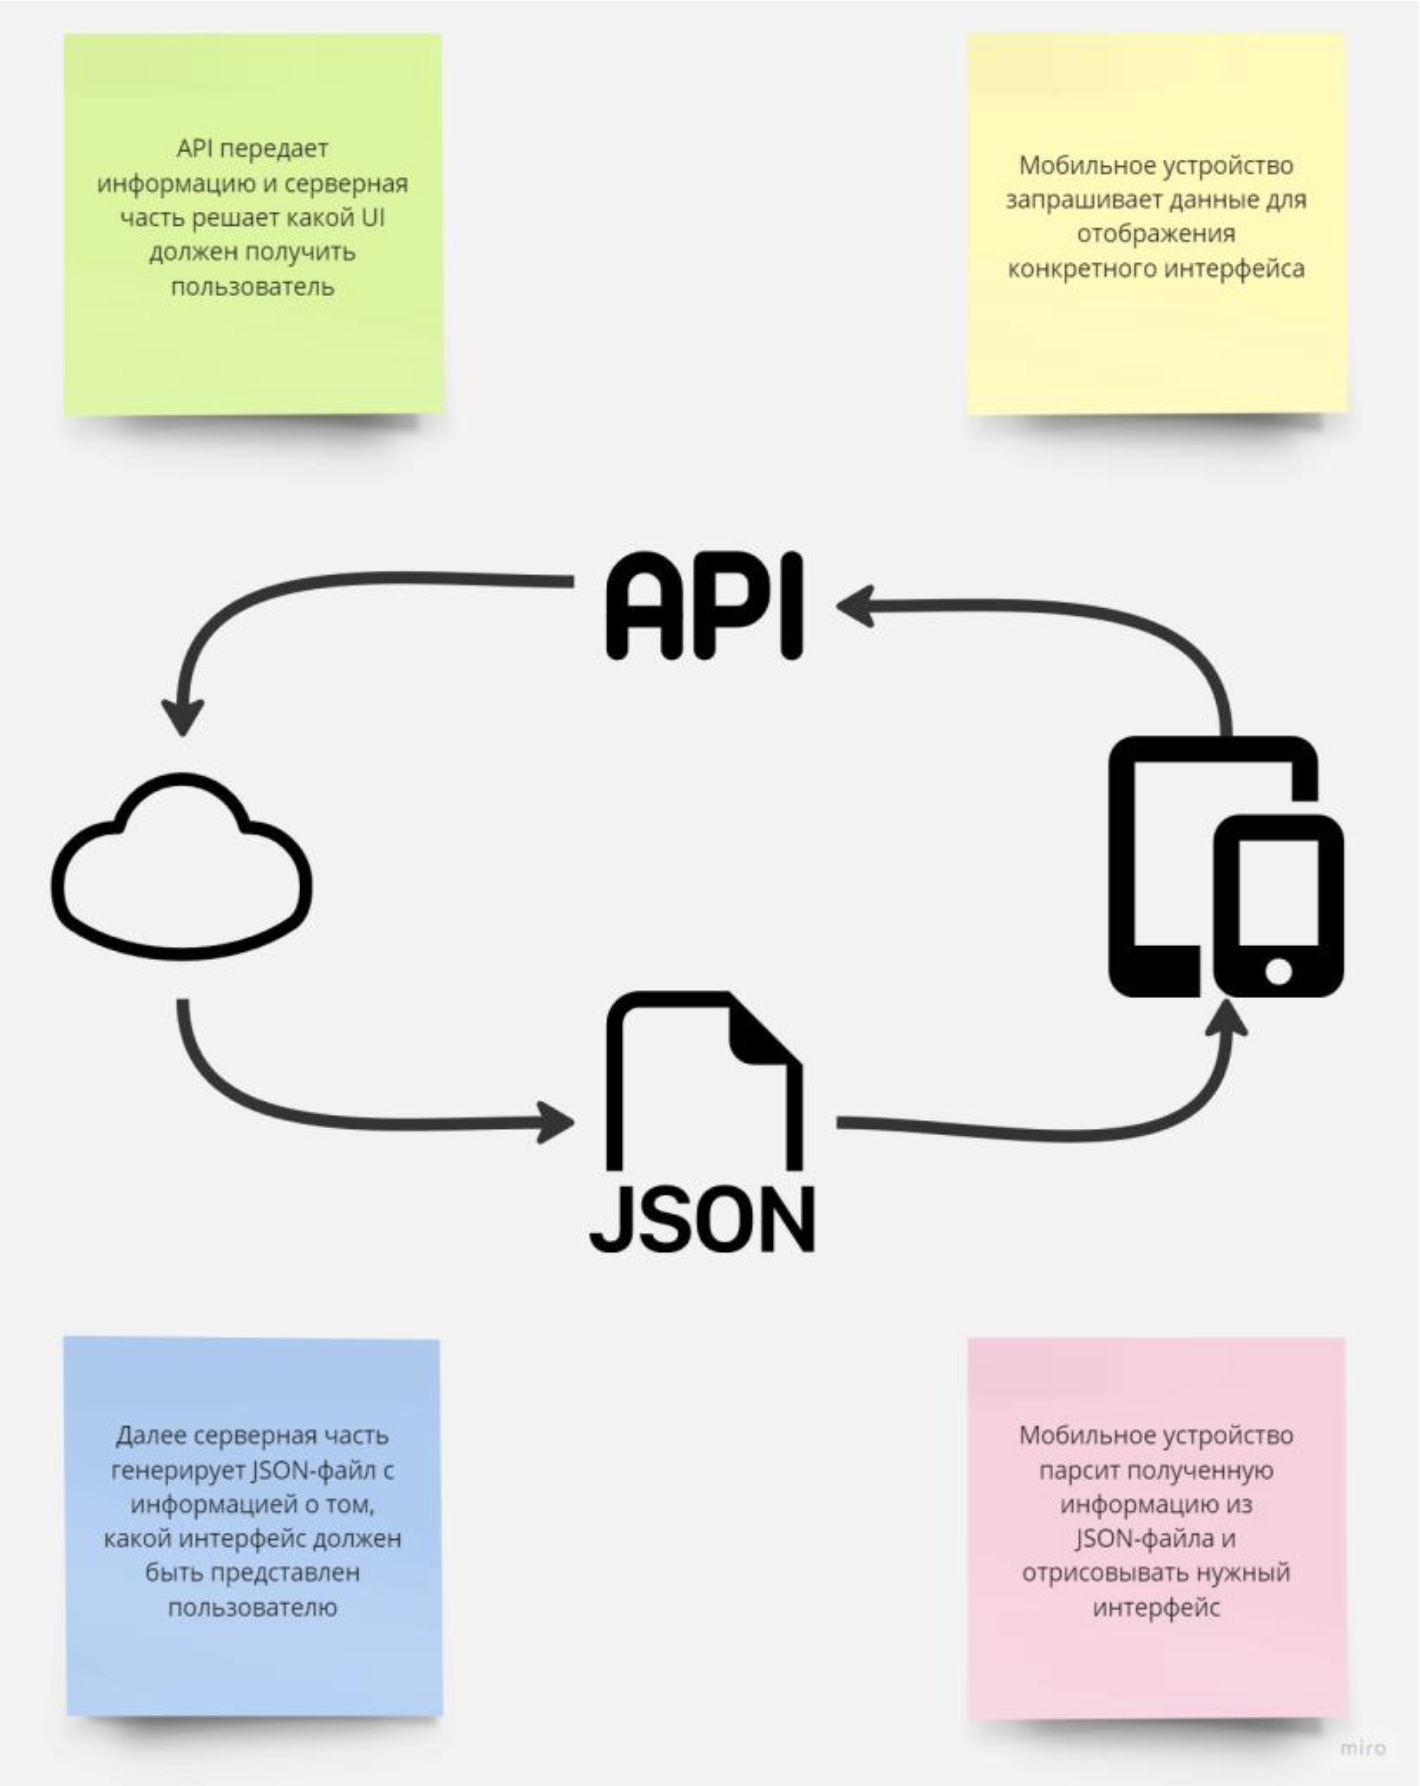 API передает
информацию и серверная
часть решает какой UI
должен получить
пользователь
Мобильное устройство
запрашивает данные для
отображения
конкретного интерфейса
API
JSON
Далее серверная часть
генерирует JSON-файл с
информацией о том,
какой интерфейс должен
быть представлен
пользователю
Мобильное устройство
парсит полученную
информацию из
JSON-файла и
отрисовывать нужный
интерфейс
miro